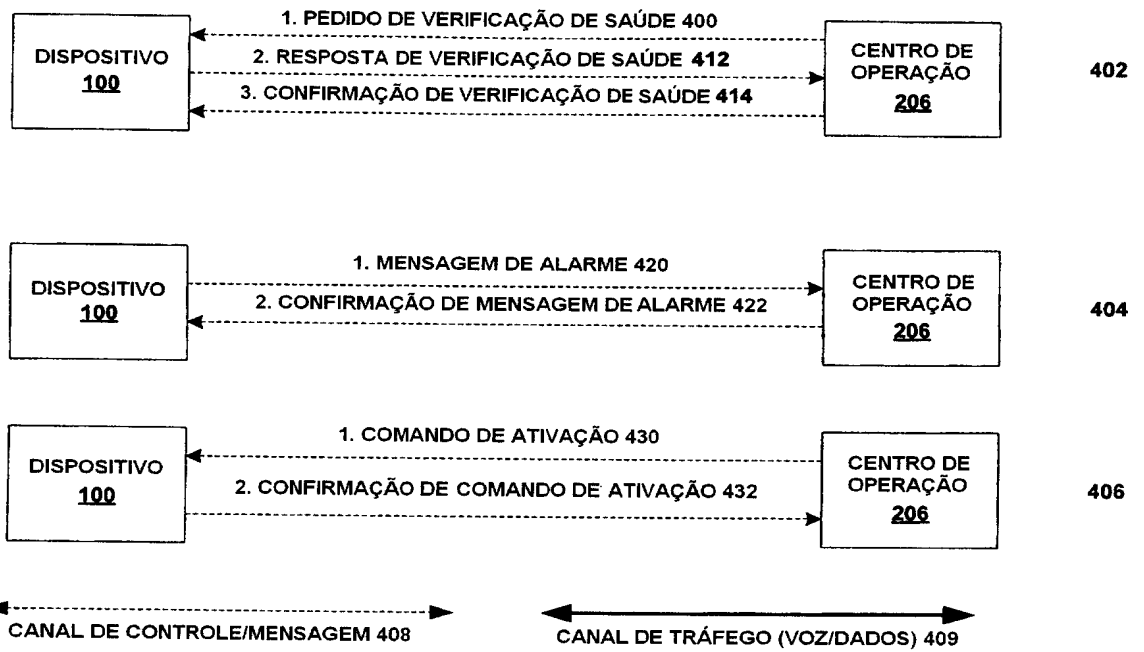 1. PEDIDO DE VERIFICAÇÃO DE SAÚDE 400
DISPOSITIVO
100
2. RESPOSTA DE VERIFICAÇÃO DE SAÚDE 412
3. CONFIRMAÇÃO DE VERIFICAÇÃO DE SAÚDE 414
CENTRO DE
OPERAÇÃO
206
402
1. MENSAGEM DE ALARME 420
DISPOSITIVO
100
2. CONFIRMAÇÃO DE MENSAGEM DE ALARME 422
CENTRO DE
OPERAÇÃO
206
404
1. COMANDO DE ATIVAÇÃO 430
DISPOSITIVO
100
2. CONFIRMAÇÃO DE COMANDO DE ATIVAÇÃO 432
CENTRO DE
OPERAÇÃO
206
406
CANAL DE CONTROLE/MENSAGEM 408
CANAL DE TRÁFEGO (VOZ/DADOS) 409